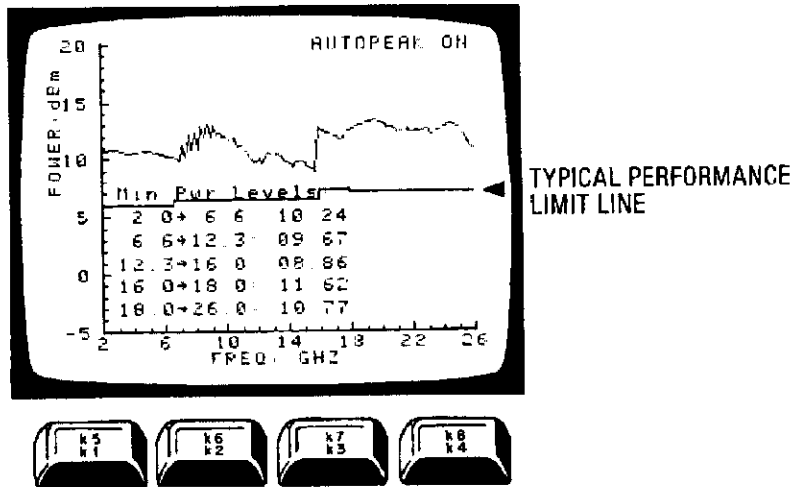 AUTOPEAK ON
POWER, dBm
20
15
10
5
0
-5
Min Pwr Levels
2.0→ 6.6: 10.24
6.6→12.3: 09.67
12.3→16.0: 08.86
16.0→18.0: 11.62
18.0→26.0: 10.77
2 6 10 14 18 22 26
FREQ, GHZ
TYPICAL PERFORMANCE
LIMIT LINE
k5 k6 k7 k8
k1 k2 k3 k4